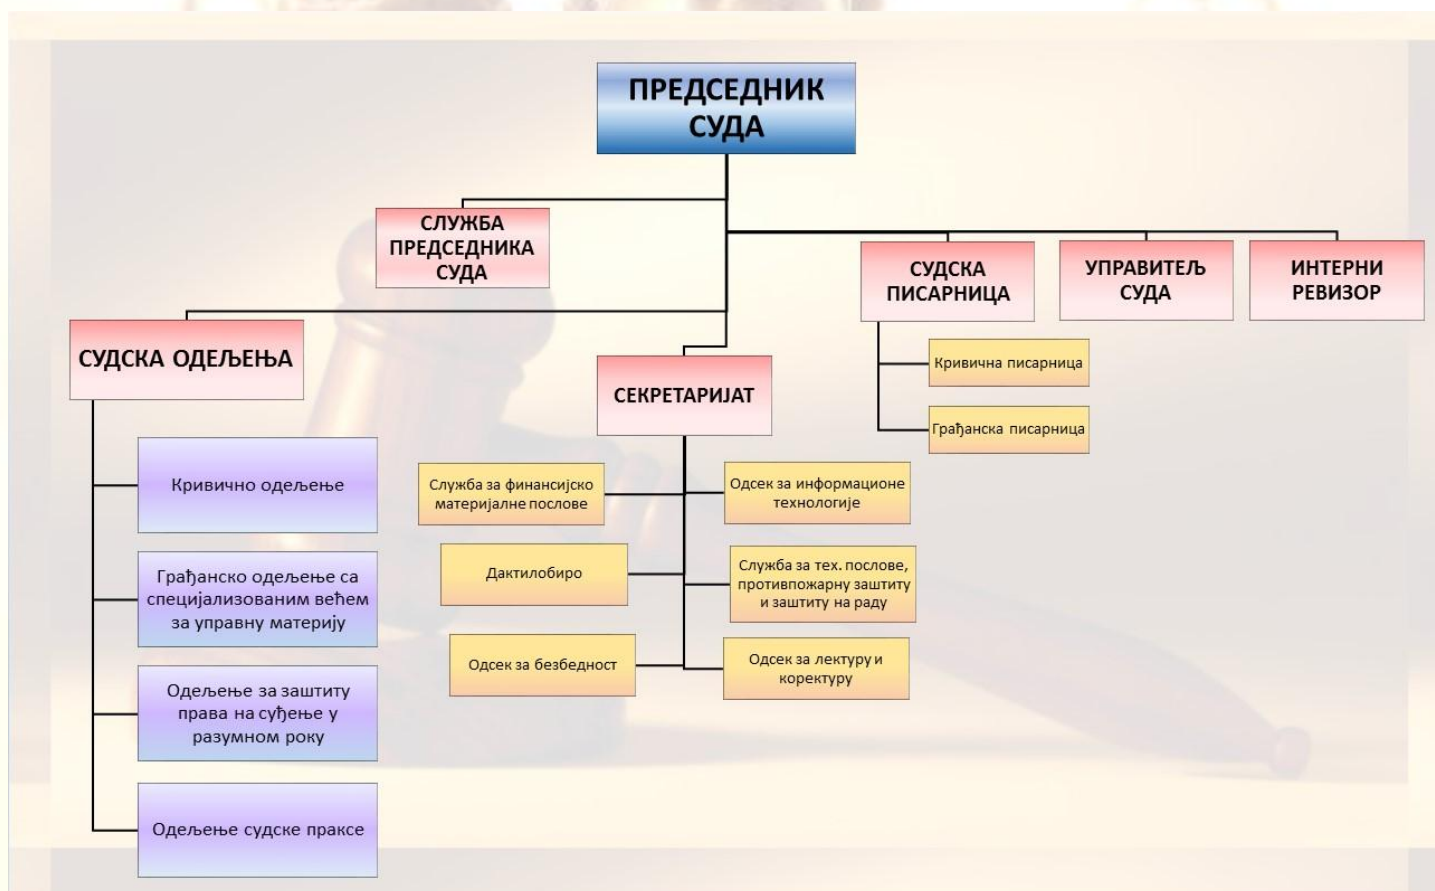 ПРЕДСЕДНИК
СУДА
СЛУЖБА
ПРЕДСЕДНИКА
СУДА
СУДСКА
ПИСАРНИЦА
УПРАВИТЕЉ
СУДА
ИНТЕРНИ
РЕВИЗОР
СУДСКА ОДЕЉЕЊА
СЕКРЕТАРИЈАТ
Кривична писарница
Грађанска писарница
Кривично одељење
Грађанско одељење са
специјализованим већем
за управну материју
Одељење за заштиту
права на суђење у
разумном року
Одељење судске праксе
Служба за финансијско
материјалне послове
Одсек за информационе
технологије
Дактилобиро
Служба за тех. послове,
противпожарну заштиту
и заштиту на раду
Одсек за безбедност
Одсек за лектуру и
коректуру